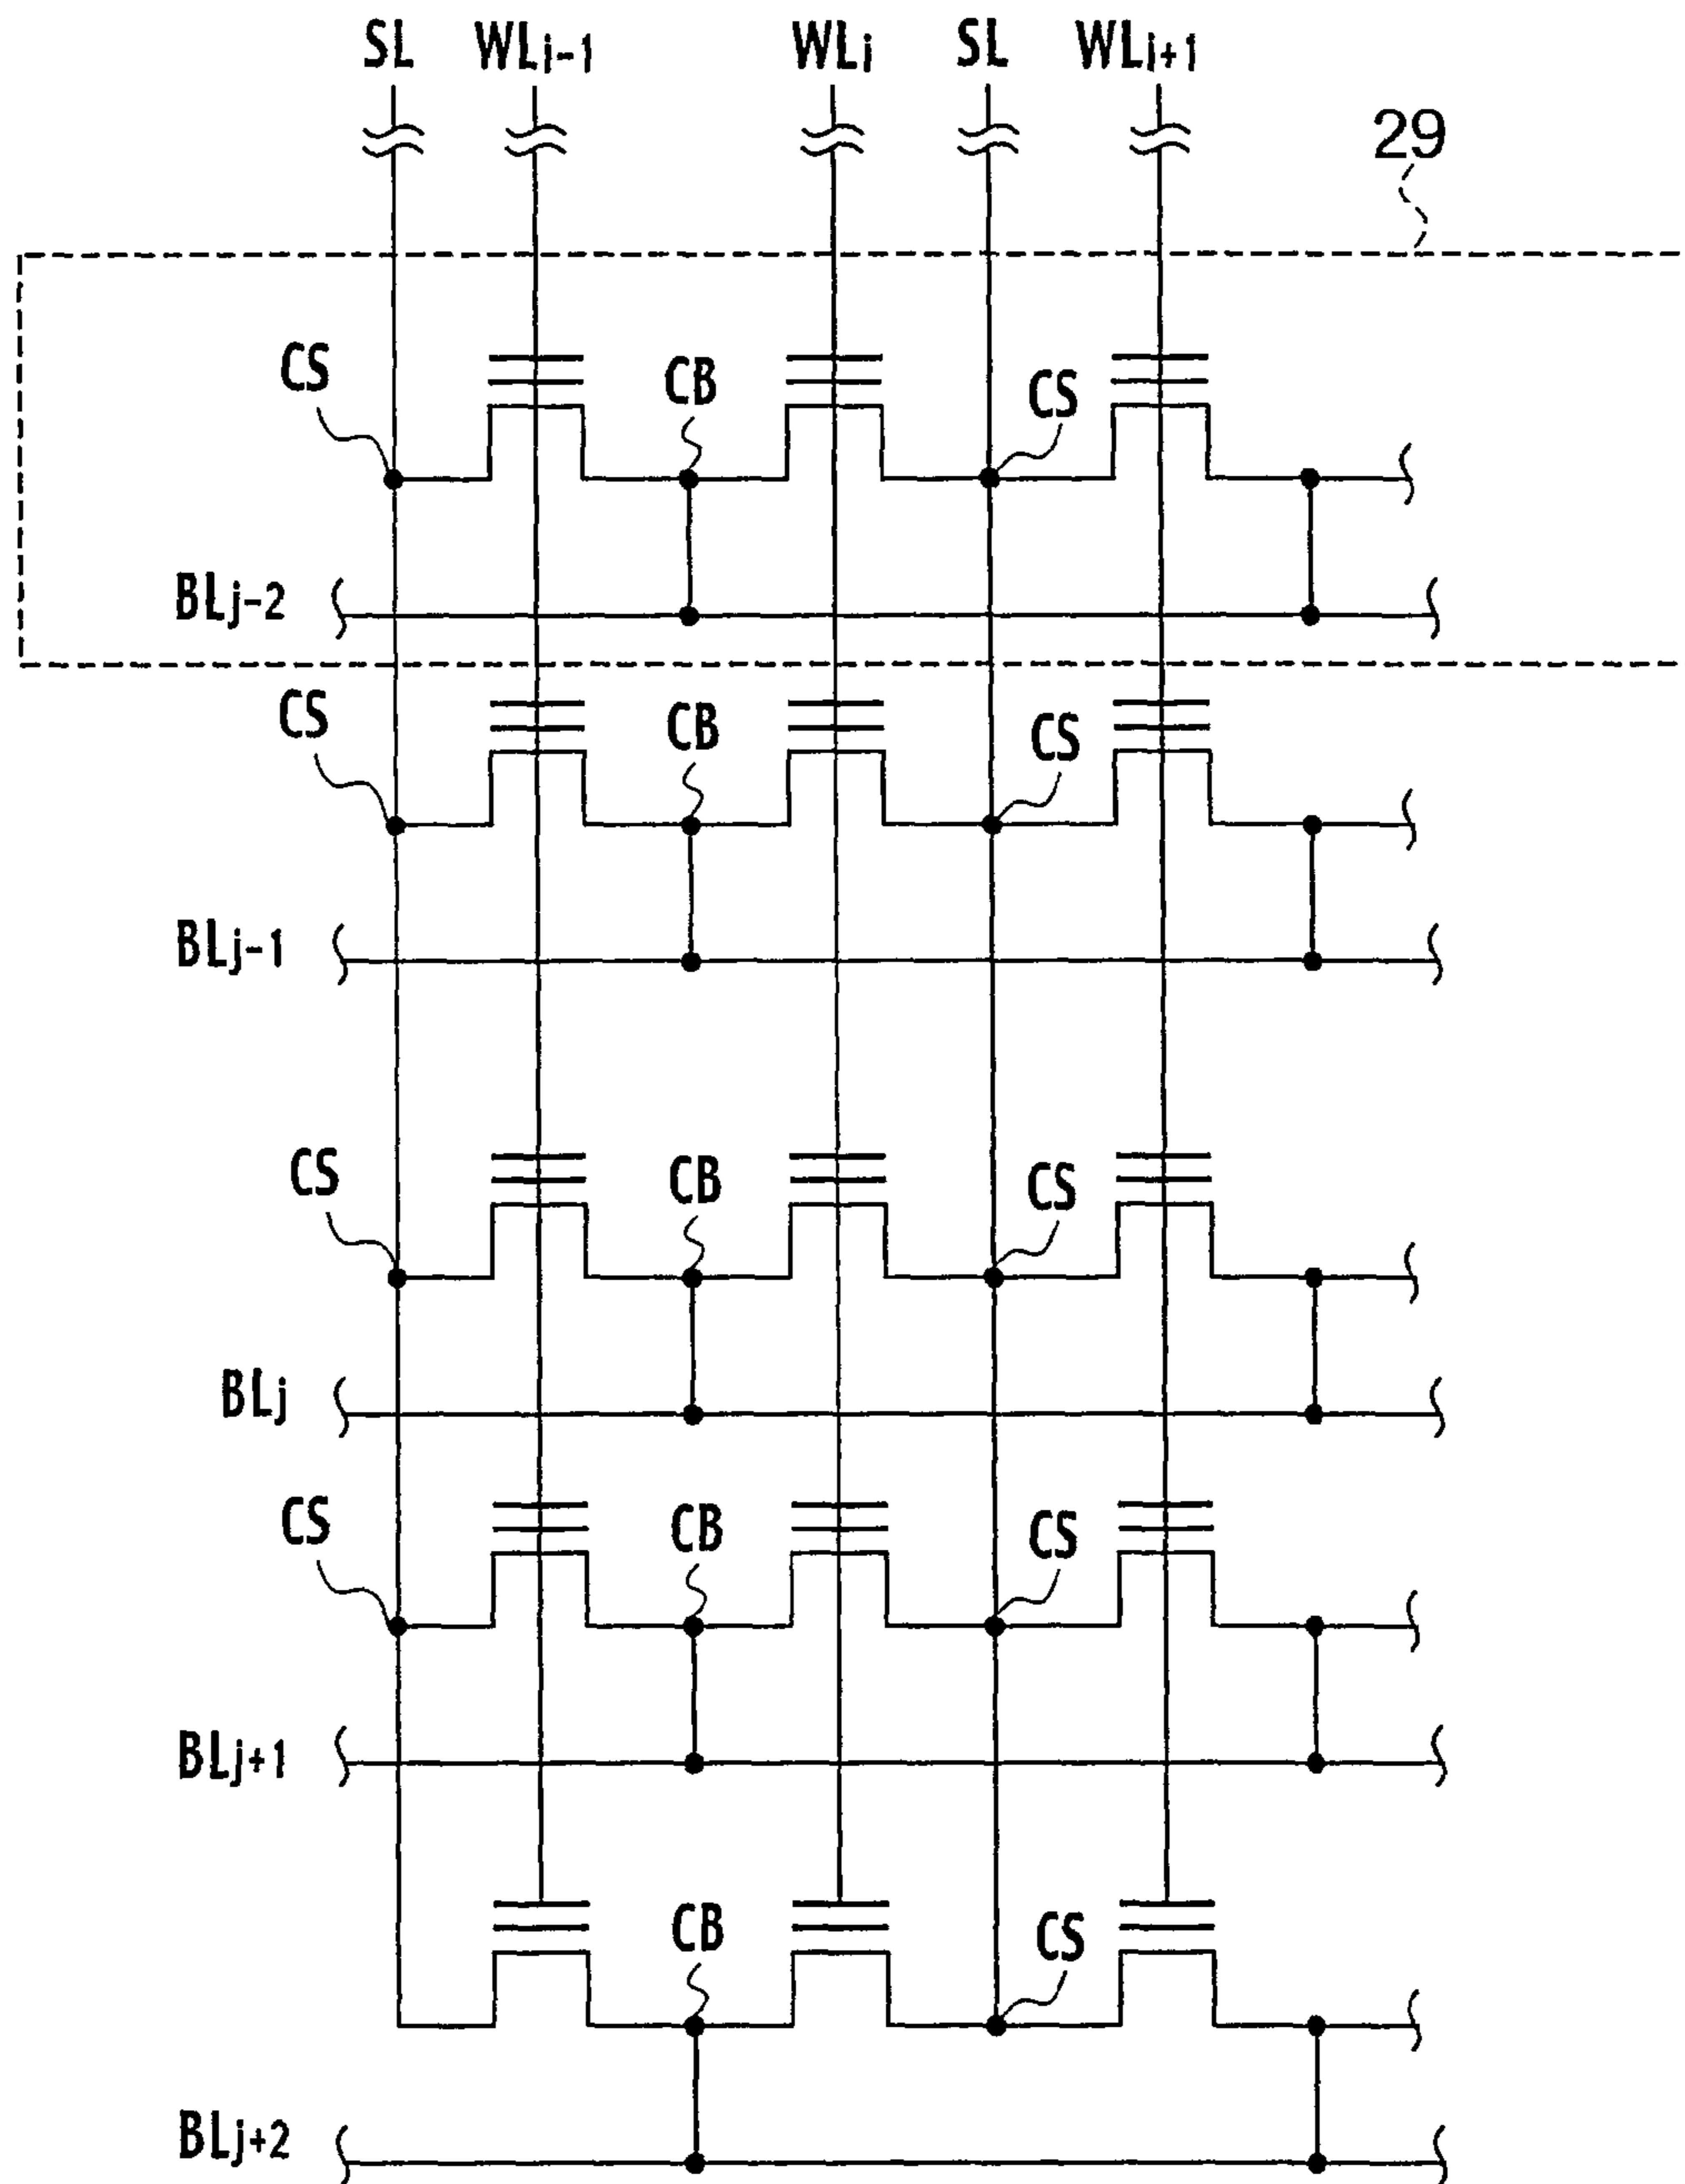 SL WLi-1 WLi SL WLi+1
29
CS CB CS
BLj-2
CS CB CS
BLj-1
CS CB CS
BLj
CS CB CS
BLj+1
CB CS
BLj+2